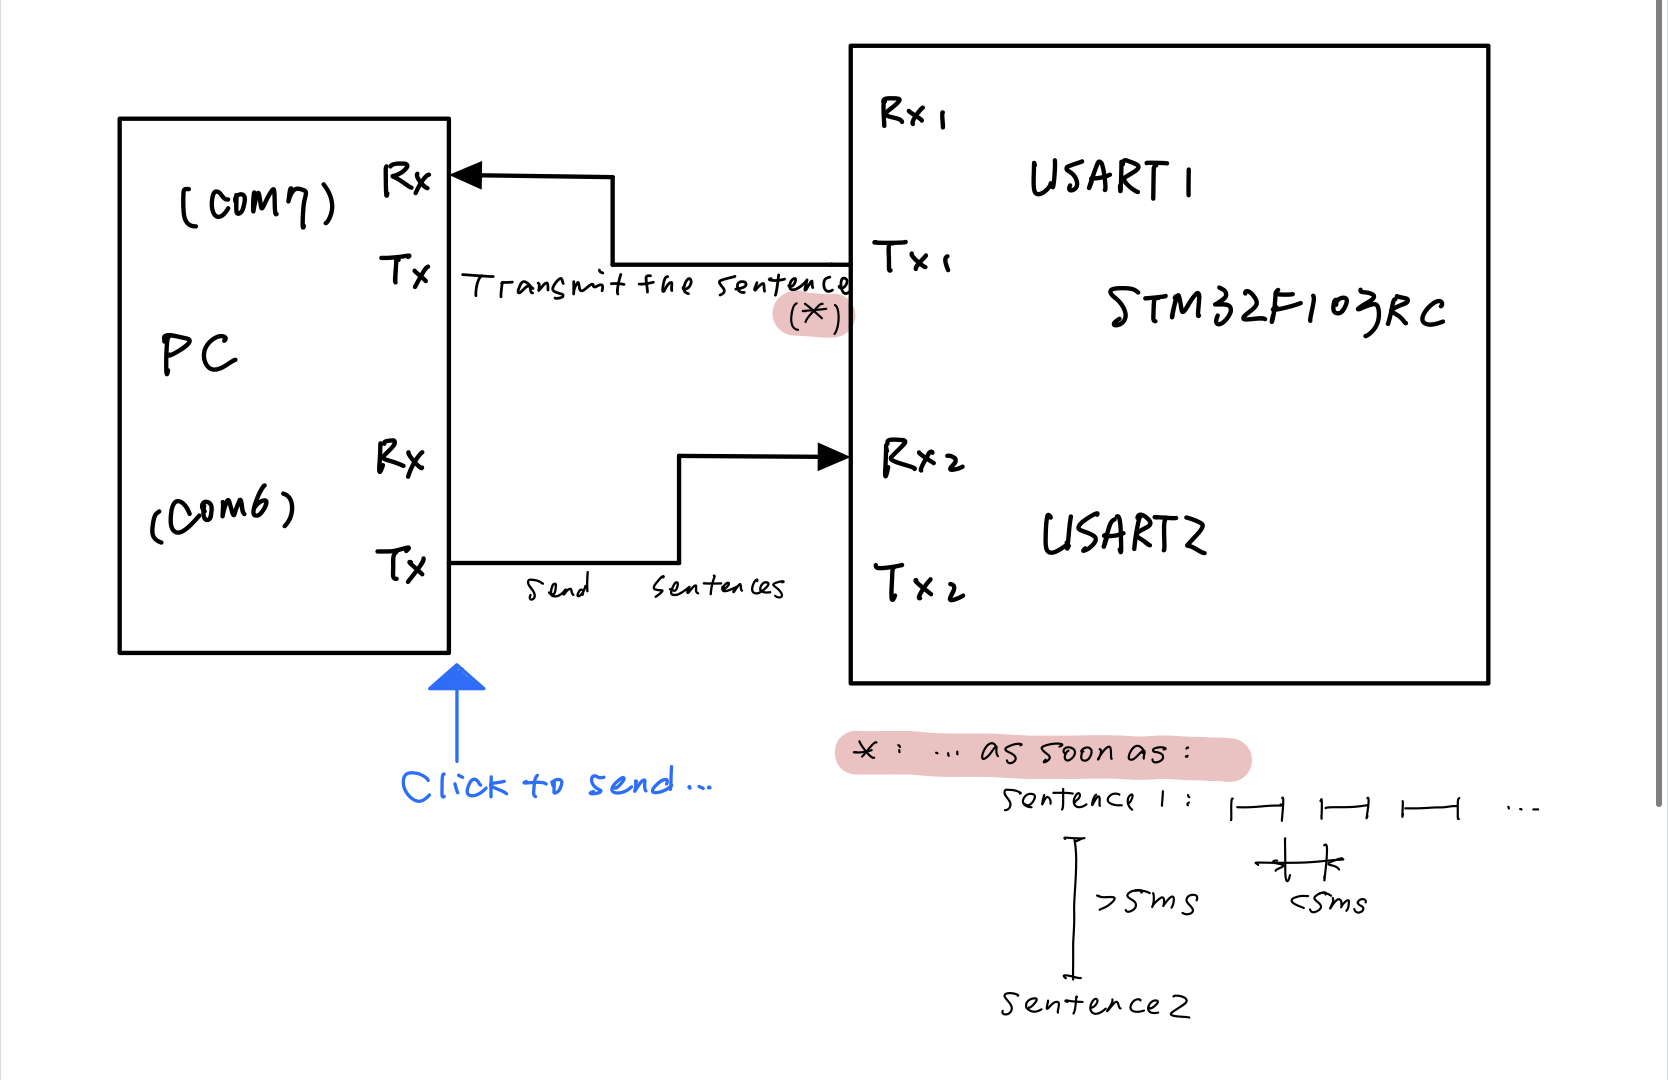 (COM7)
Rx
Tx
PC
Rx
(COM6)
Tx
Transmit the sentence
(*)
Send sentences
Rx1
USART1
Tx1
STM32F103RC
Rx2
USART2
Tx2
Click to send...
*: ... as soon as:
Sentence 1: ...
>5ms
<5ms
Sentence2